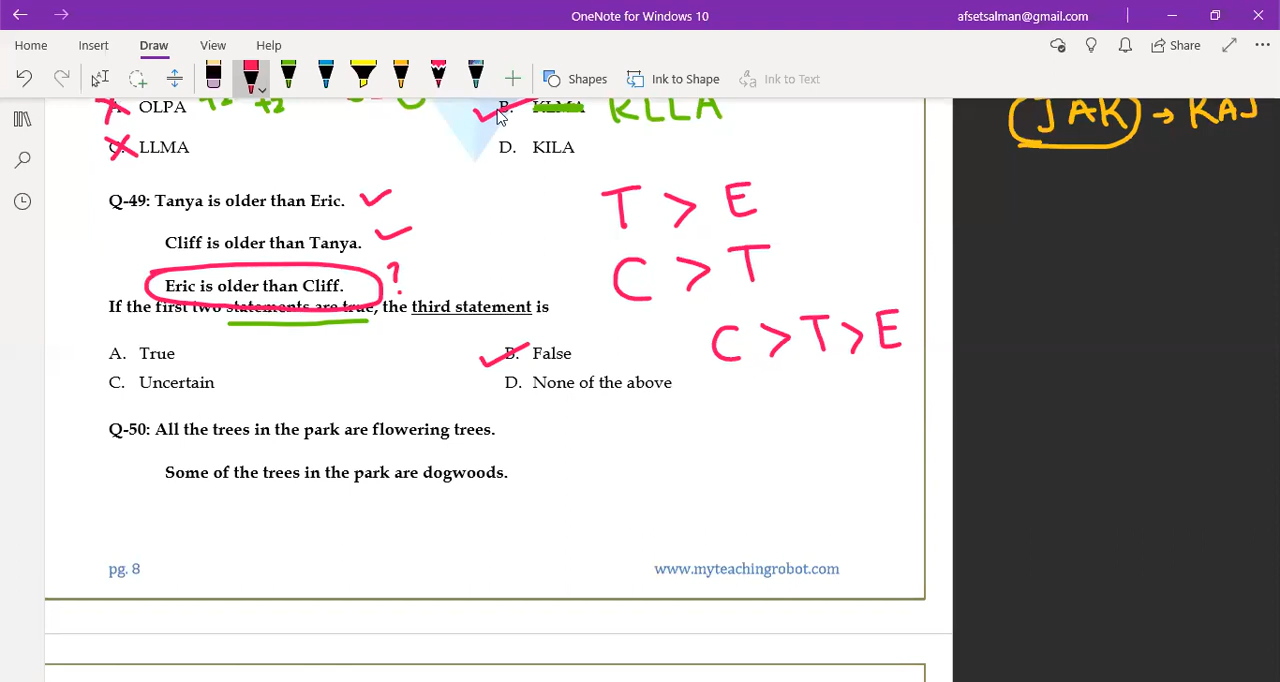 OneNote for Windows 10
afsetsalman@gmail.com
Home Insert Draw View Help
Share
Shapes Ink to Shape Ink to Text
A. OLPA +2 +2 B. KLMA KLLA
JAK → KAJ
C. LLMA D. KILA
Q-49: Tanya is older than Eric. T > E
Cliff is older than Tanya. C > T
Eric is older than Cliff. ?
If the first two statements are true, the third statement is
C > T > E
A. True B. False
C. Uncertain D. None of the above
Q-50: All the trees in the park are flowering trees.
Some of the trees in the park are dogwoods.
pg. 8 www.myteachingrobot.com